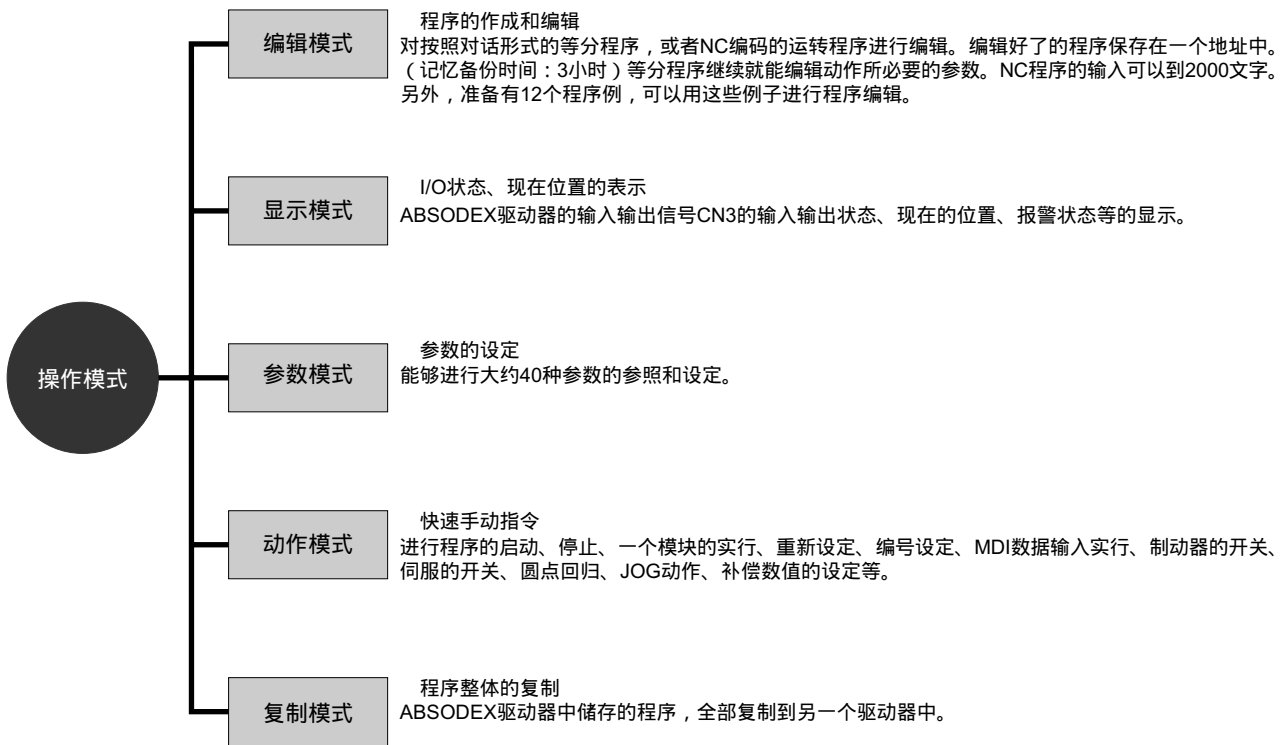 操作模式
编辑模式
程序的作成和编辑
对按照对话形式的等分程序，或者NC编码的运转程序进行编辑。编辑好了的程序保存在一个地址中。
（记忆备份时间：3小时）等分程序继续就能编辑动作所必要的参数。NC程序的输入可以到2000文字。
另外，准备有12个程序例，可以用这些例子进行程序编辑。
显示模式
I/O状态、现在位置的表示
ABSODEX驱动器的输入输出信号CN3的输入输出状态、现在的位置、报警状态等的显示。
参数模式
参数的设定
能够进行大约40种参数的参照和设定。
动作模式
快速手动指令
进行程序的启动、停止、一个模块的实行、重新设定、编号设定、MDI数据输入实行、制动器的开关、
伺服的开关、圆点回归、JOG动作、补偿数值的设定等。
复制模式
程序整体的复制
ABSODEX驱动器中储存的程序，全部复制到另一个驱动器中。